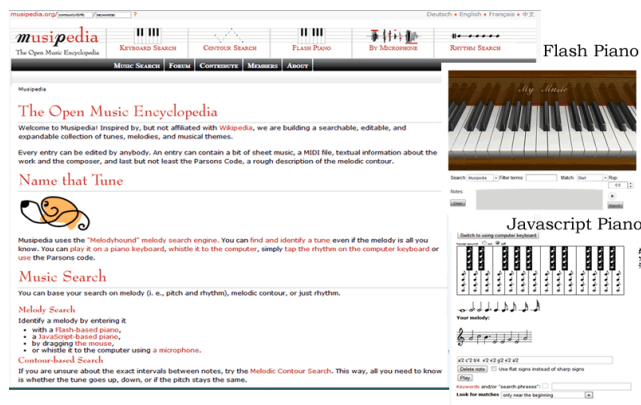 musipedia.org/
Deutsch • English • Français • 中文
musipedia
The Open Music Encyclopedia
Keyboard Search
Contour Search
Flash Piano
By Microphone
Rhythm Search
Music Search Forum Contribute Members About
Musipedia
The Open Music Encyclopedia
Welcome to Musipedia! Inspired by, but not affiliated with Wikipedia, we are building a searchable, editable, and
expandable collection of tunes, melodies, and musical themes.
Every entry can be edited by anybody. An entry can contain a bit of sheet music, a MIDI file, textual information about the
work and the composer, and last but not least the Parsons Code, a rough description of the melodic contour.
Name that Tune
Musipedia uses the "Melodyhound" melody search engine. You can find and identify a tune even if the melody is all you
know. You can play it on a piano keyboard, whistle it to the computer, simply tap the rhythm on the computer keyboard or
use the Parsons code.
Music Search
You can base your search on melody (i. e., pitch and rhythm), melodic contour, or just rhythm.
Melody Search
Identify a melody by entering it
• with a Flash-based piano,
• a JavaScript-based piano,
• by dragging the mouse,
• or whistle it to the computer using a microphone.
Contour-based Search
If you are unsure about the exact intervals between notes, try the Melodic Contour Search. This way, all you need to know
is whether the tune goes up, down, or if the pitch stays the same.
Flash Piano
My Music
Search Musipedia Filter terms: Match: Start Rsp:
Notes:
Javascript Piano
Switch to using computer keyboard
Your melody:
Delete note Use flat signs instead of sharp signs
Play
Keywords and/or "search phrases":
Look for matches only near the beginning